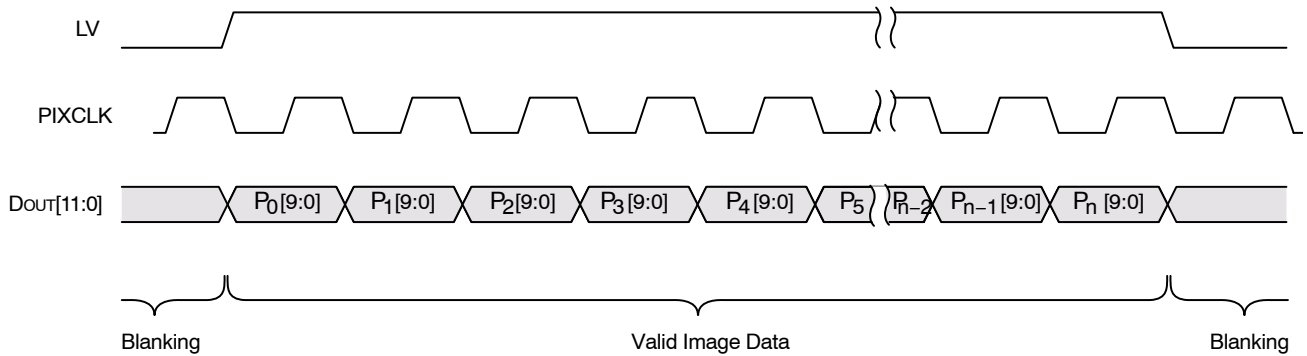 LV
PIXCLK
DOUT[11:0] P0[9:0] P1[9:0] P2[9:0] P3[9:0] P4[9:0] P5 Pn−2 Pn−1 [9:0] Pn [9:0]
Blanking Valid Image Data Blanking